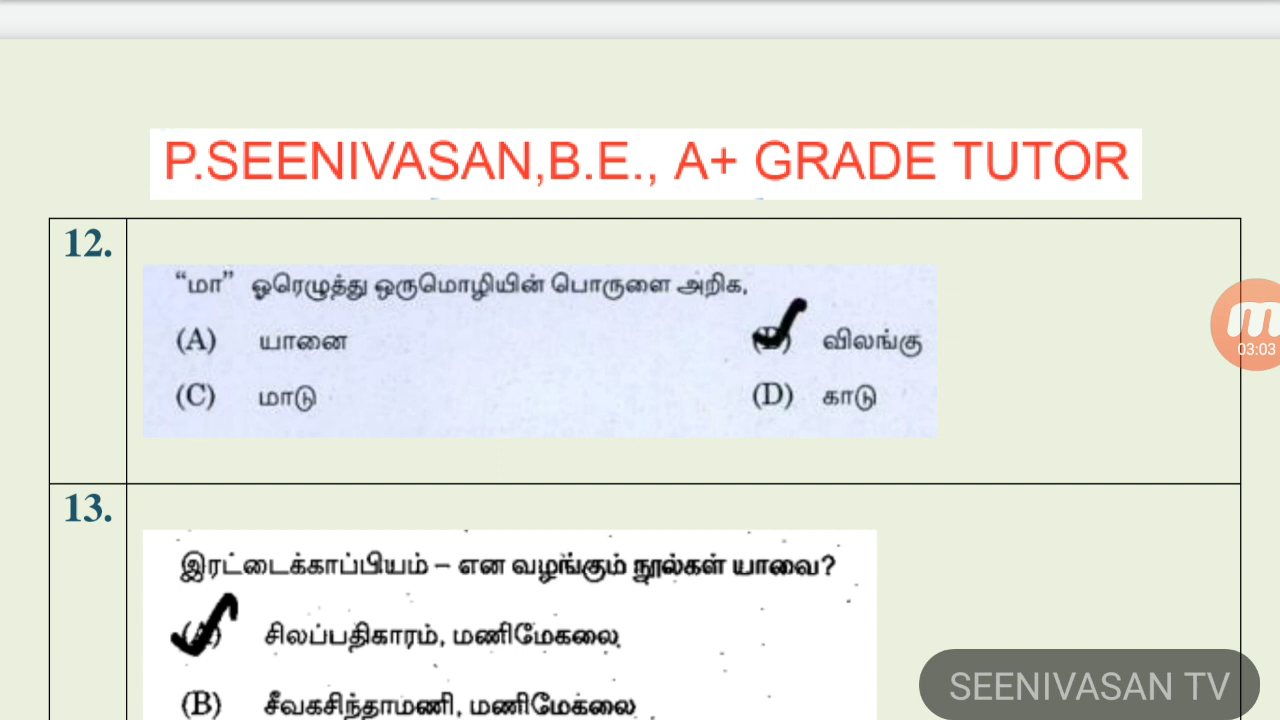 P.SEENIVASAN,B.E., A+ GRADE TUTOR
12.
“மா” ஓரெழுத்து ஒருமொழியின் பொருளை அறிக,
(A) யானை
(B) விலங்கு
(C) மாடு
(D) காடு
03:03
13.
இரட்டைக்காப்பியம் – என வழங்கும் நூல்கள் யாவை?
(A) சிலப்பதிகாரம், மணிமேகலை
(B) சீவகசிந்தாமணி, மணிமேகலை
SEENIVASAN TV